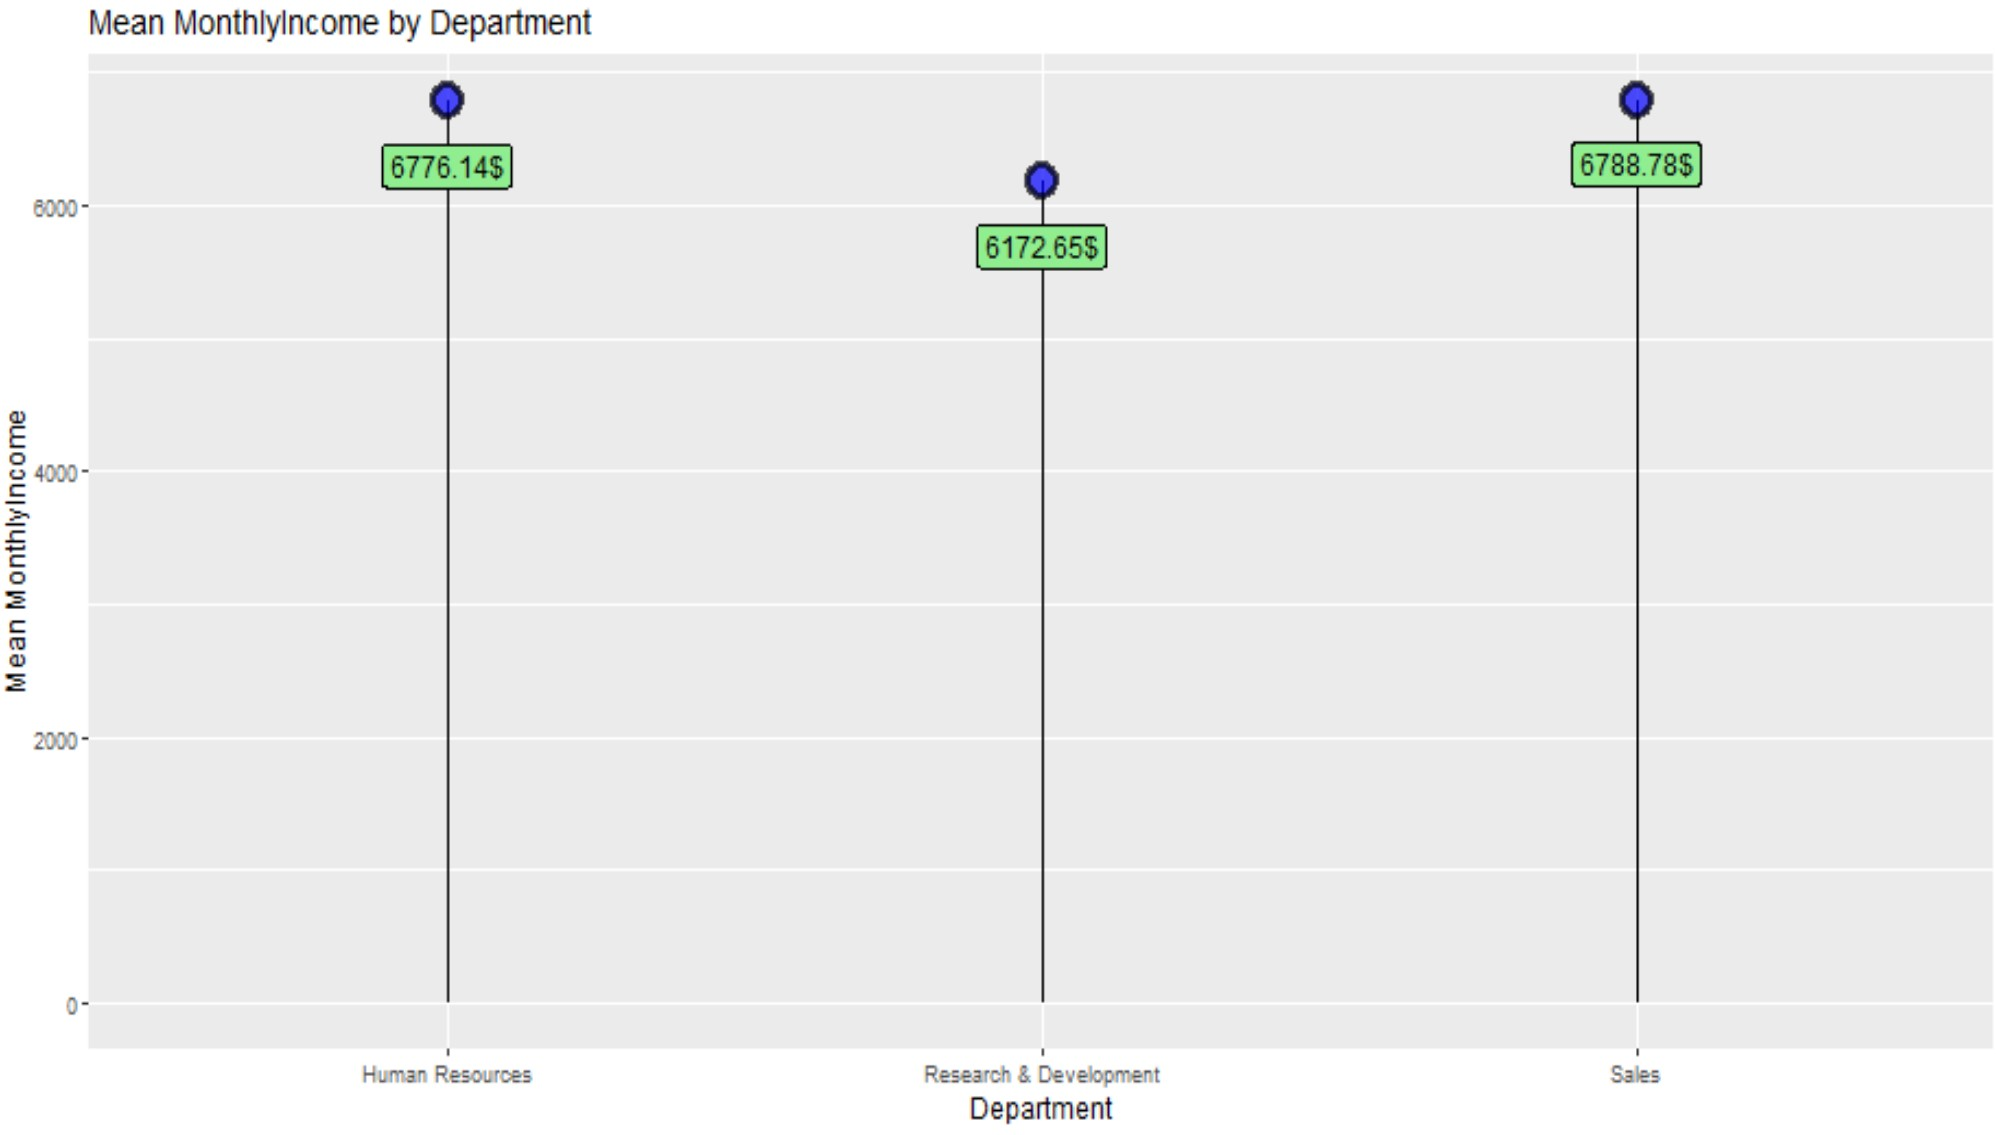 Mean MonthlyIncome by Department
6776.14$
6788.78$
6172.65$
6000
4000
2000
0
Mean MonthlyIncome
Human Resources
Research & Development
Sales
Department